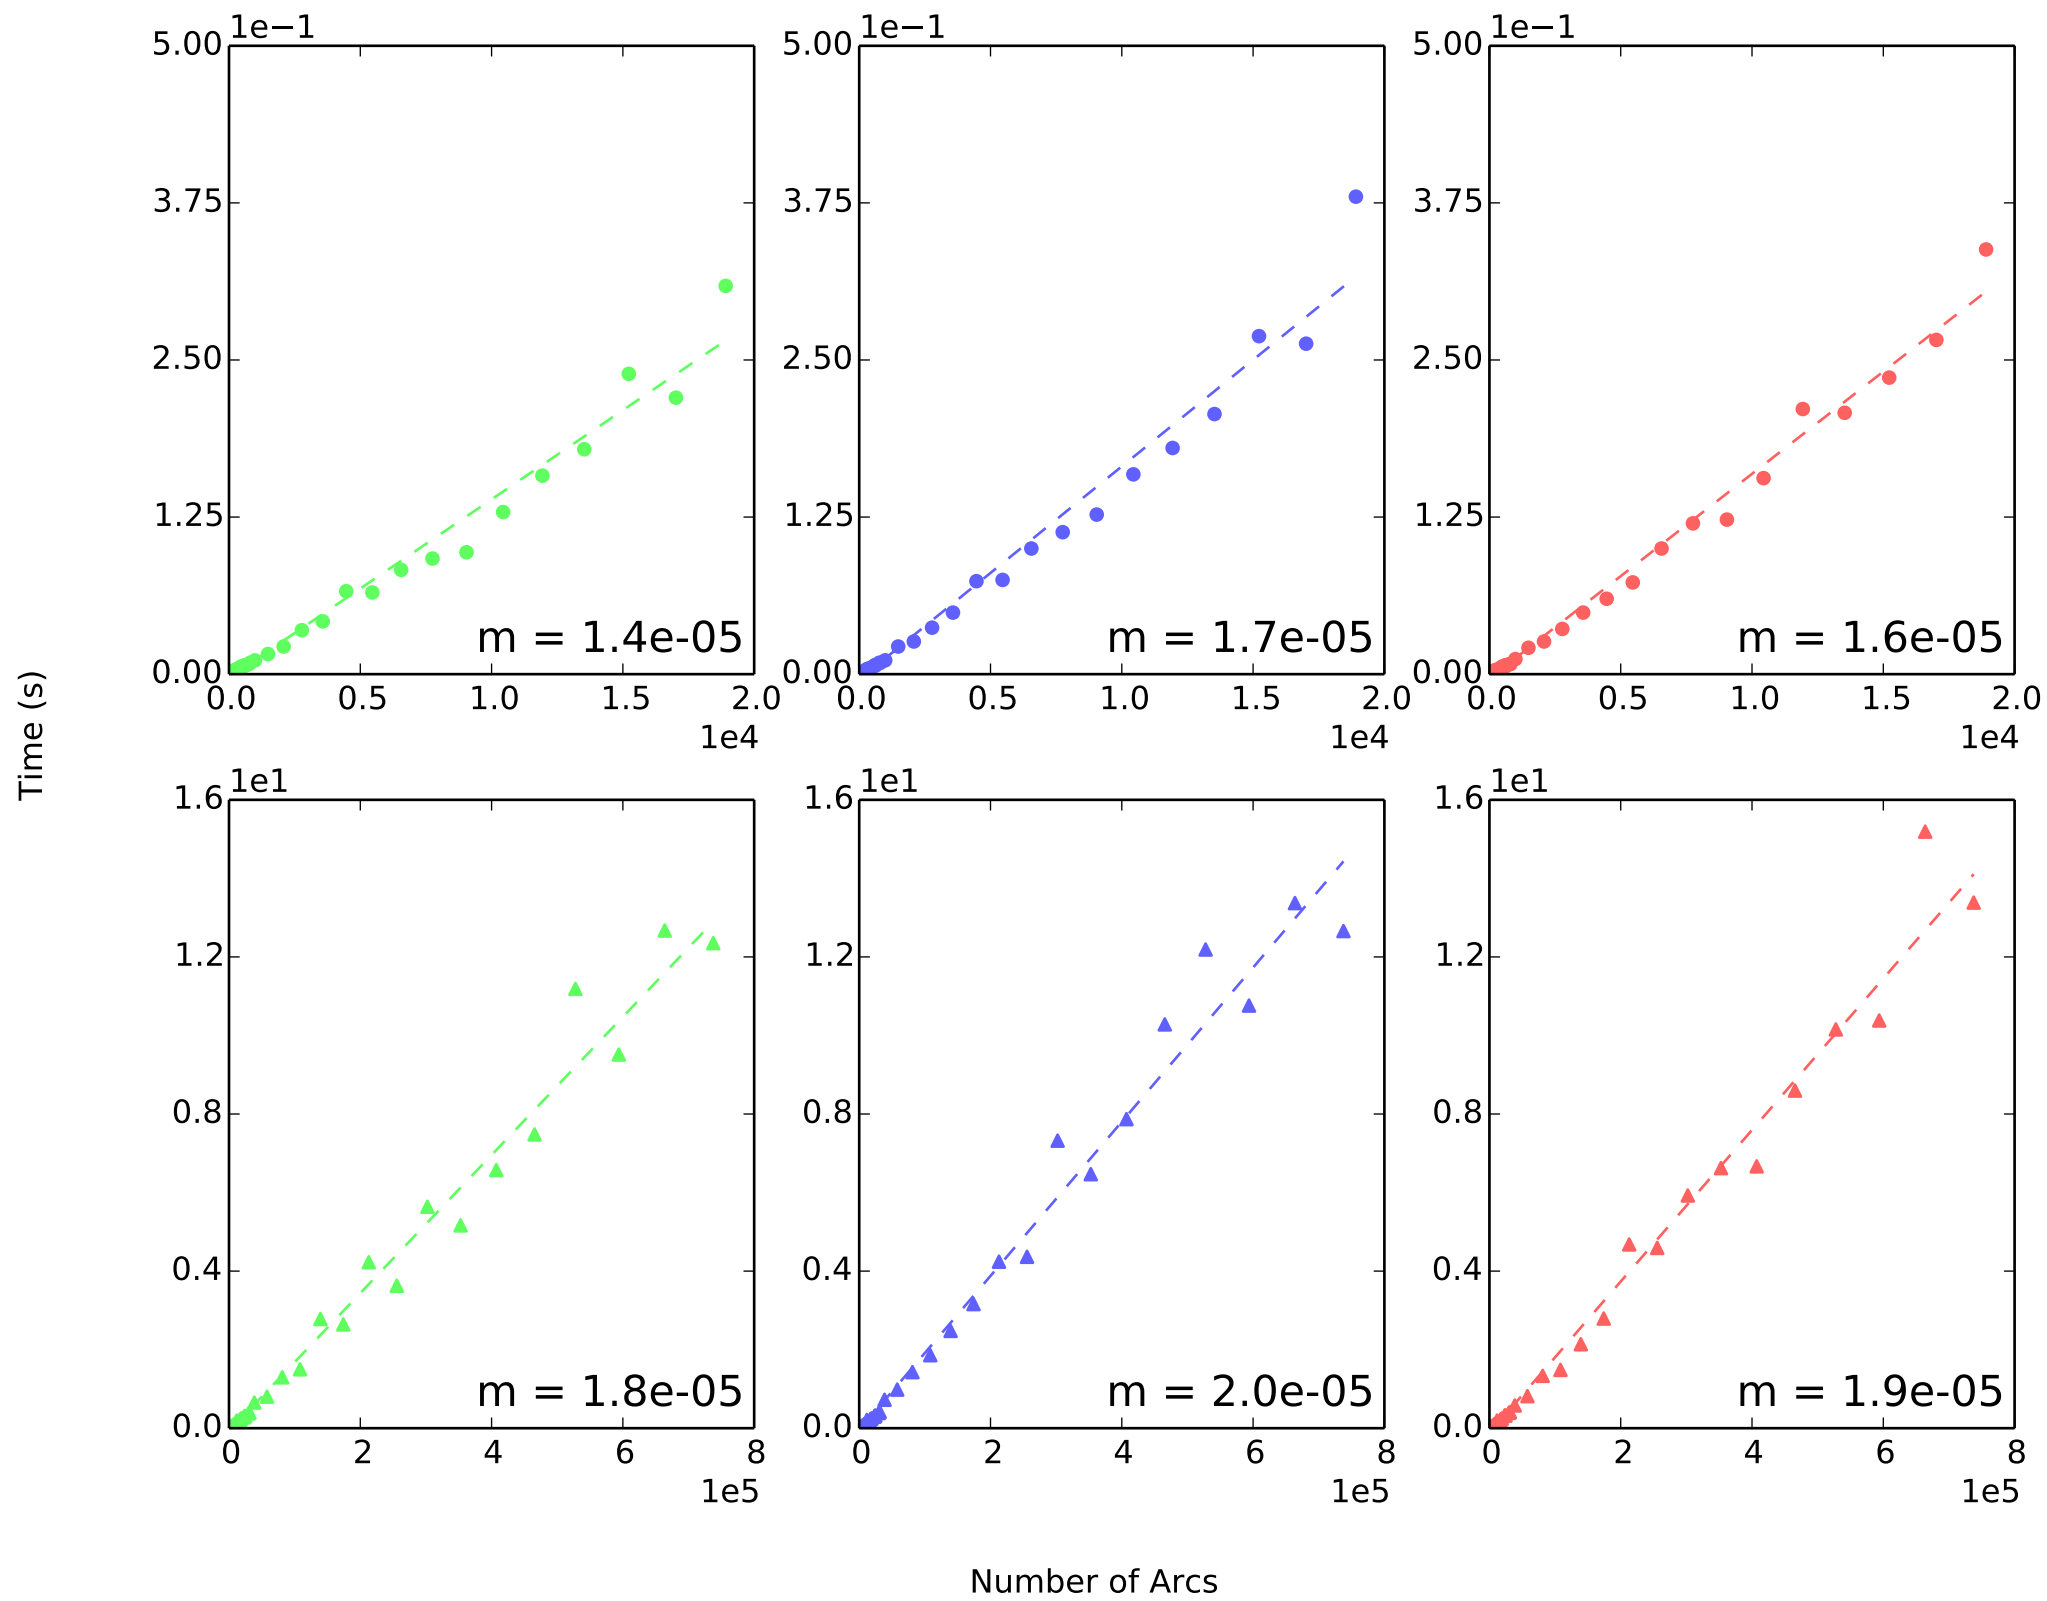 1e−1 1e−1 1e−1
5.00 5.00 5.00
3.75 3.75 3.75
2.50 2.50 2.50
1.25 1.25 1.25
m = 1.4e-05 m = 1.7e-05 m = 1.6e-05
0.00 0.00 0.00
0.0 0.5 1.0 1.5 2.0 0.0 0.5 1.0 1.5 2.0 0.0 0.5 1.0 1.5 2.0
1e4 1e4 1e4
Time (s)
1e1 1e1 1e1
1.6 1.6 1.6
1.2 1.2 1.2
0.8 0.8 0.8
0.4 0.4 0.4
m = 1.8e-05 m = 2.0e-05 m = 1.9e-05
0.0 0.0 0.0
0 2 4 6 8 0 2 4 6 8 0 2 4 6 8
1e5 1e5 1e5
Number of Arcs